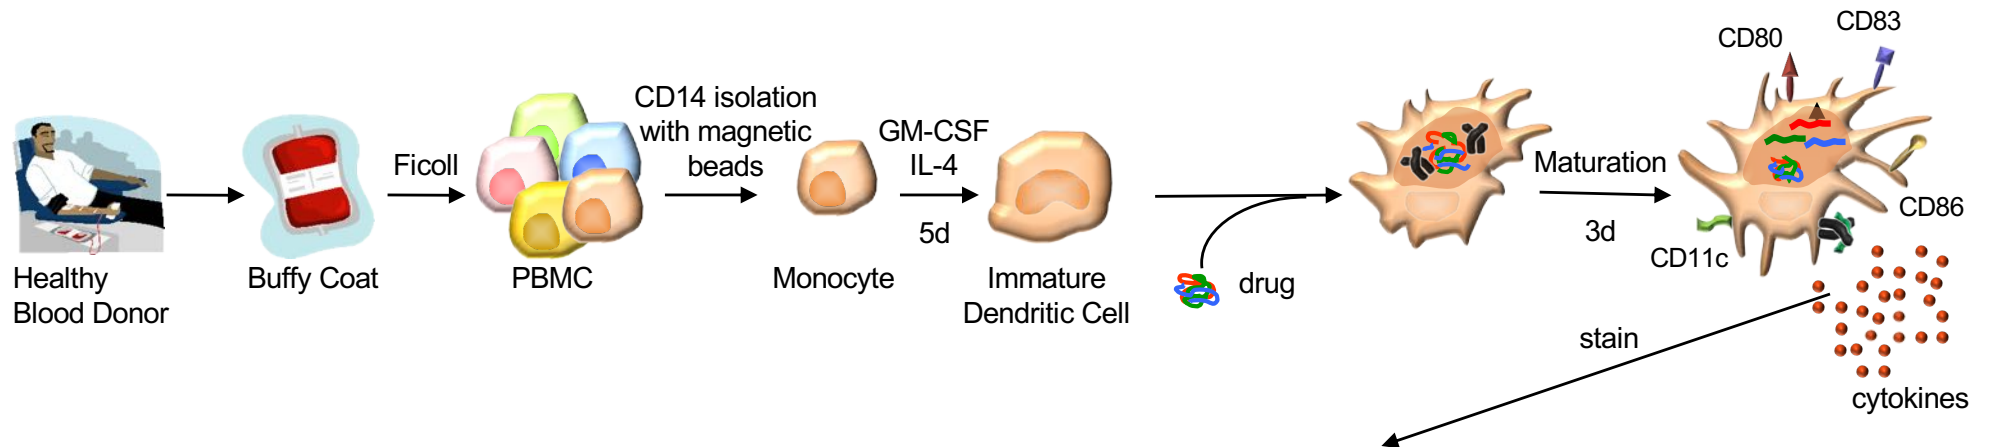 Healthy
Blood Donor
Buffy Coat
Ficoll
PBMC
CD14 isolation
with magnetic
beads
Monocyte
GM-CSF
IL-4
5d
Immature
Dendritic Cell
drug
Maturation
3d
CD80
CD83
CD86
CD11c
stain
cytokines